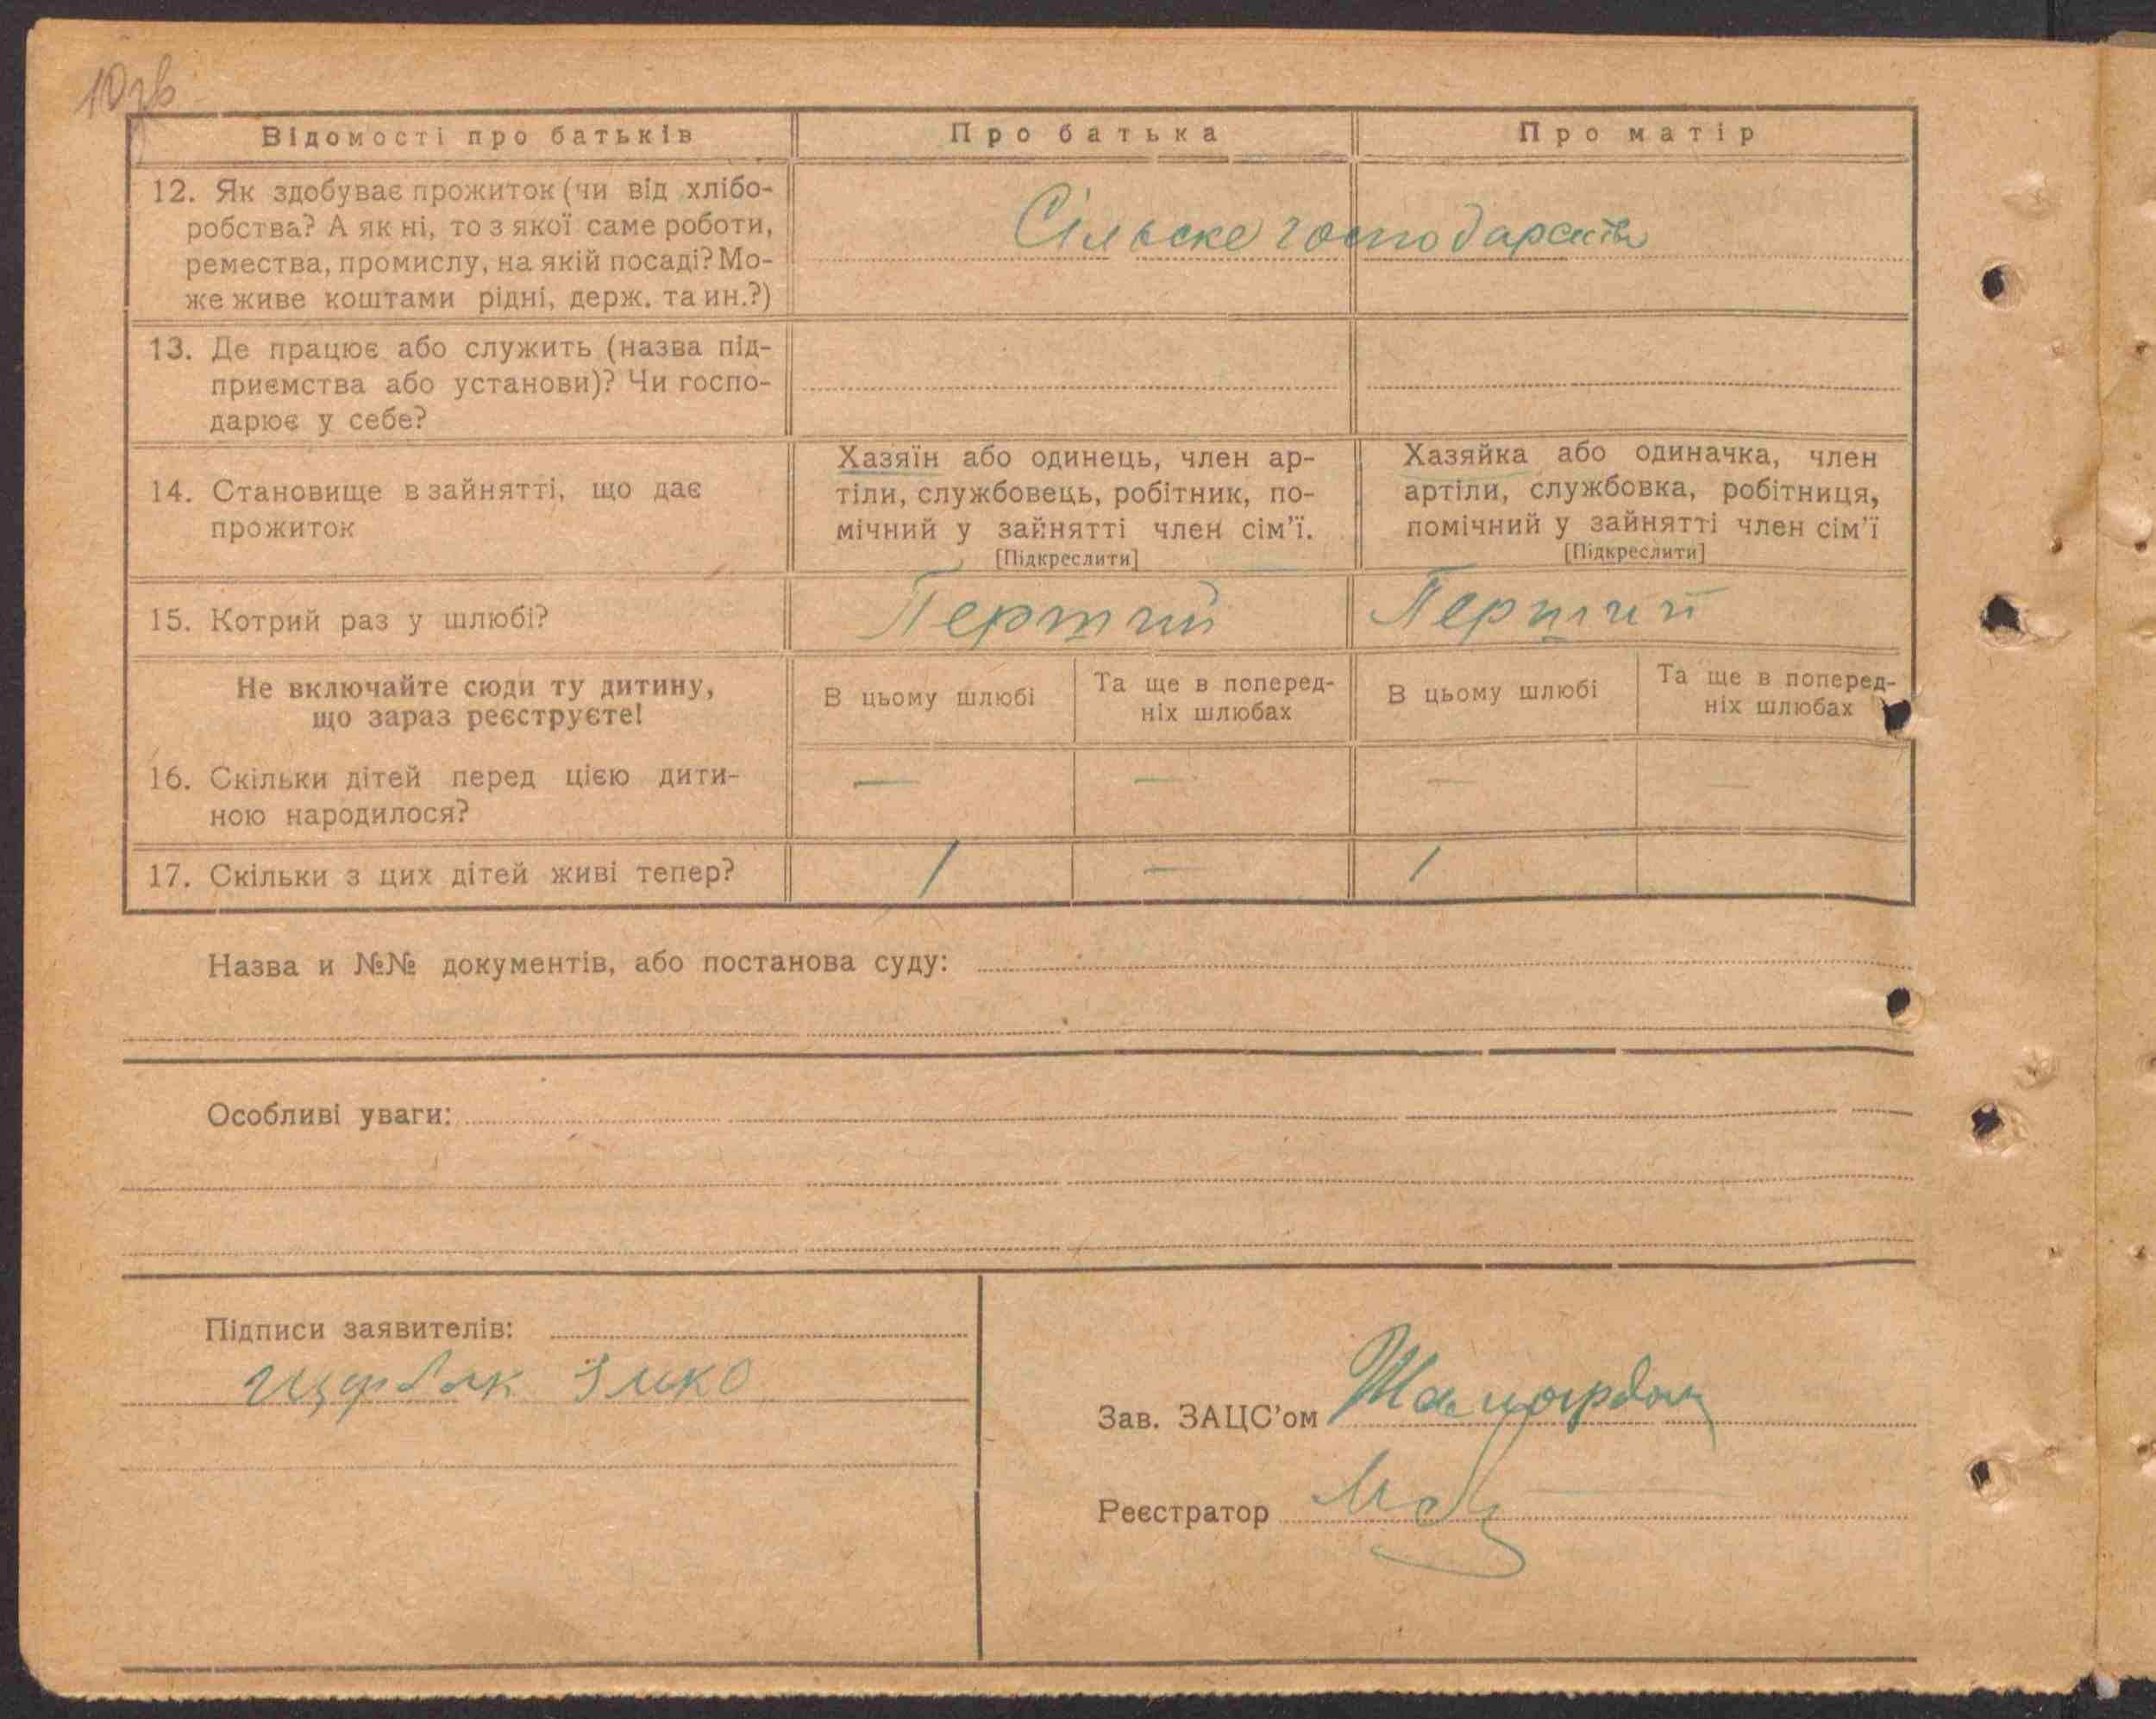 10 зв
Відомості про батьків
Про батька
Про матір
12. Як здобуває прожиток (чи від хлібо-
робства? А як ні, то з якої саме роботи,
ремества, промислу, на якій посаді? Мо-
же живе коштами рідні, держ. та ин.?)
Сільске господарство
13. Де працює або служить (назва під-
приємства або установи)? Чи госпо-
дарює у себе?
14. Становище в зайнятті, що дає
прожиток
Хазяїн або одинець, член ар-
тіли, службовець, робітник, по-
мічний у зайнятті член сім'ї.
[Підкреслити]
Хазяйка або одиначка, член
артіли, службовка, робітниця,
помічний у зайнятті член сім'ї
[Підкреслити]
15. Котрий раз у шлюбі?
Першии
Перший
Не включайте сюди ту дитину,
що зараз реєструєте!
В цьому шлюбі
Та ще в поперед-
ніх шлюбах
В цьому шлюбі
Та ще в поперед-
ніх шлюбах
16. Скільки дітей перед цією дити-
ною народилося?
— — —
17. Скільки з цих дітей живі тепер?
1 — 1
Назва и №№ документів, або постанова суду:
Особливі уваги:
Підписи заявителів:
Зав. ЗАЦС'ом
Реєстратор